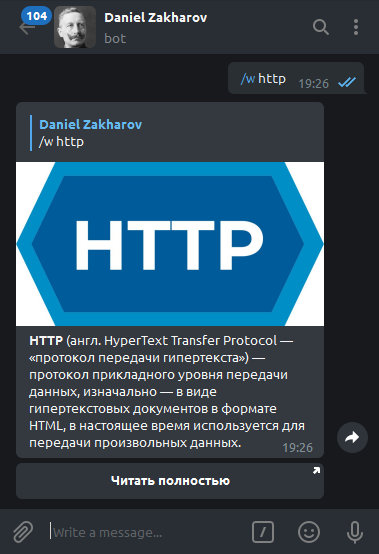 104
Daniel Zakharov
bot
/w http 19:26
Daniel Zakharov
/w http
HTTP
HTTP (англ. HyperText Transfer Protocol —
«протокол передачи гипертекста») —
протокол прикладного уровня передачи
данных, изначально — в виде
гипертекстовых документов в формате
HTML, в настоящее время используется для
передачи произвольных данных.
19:26
Читать полностью
Write a message...